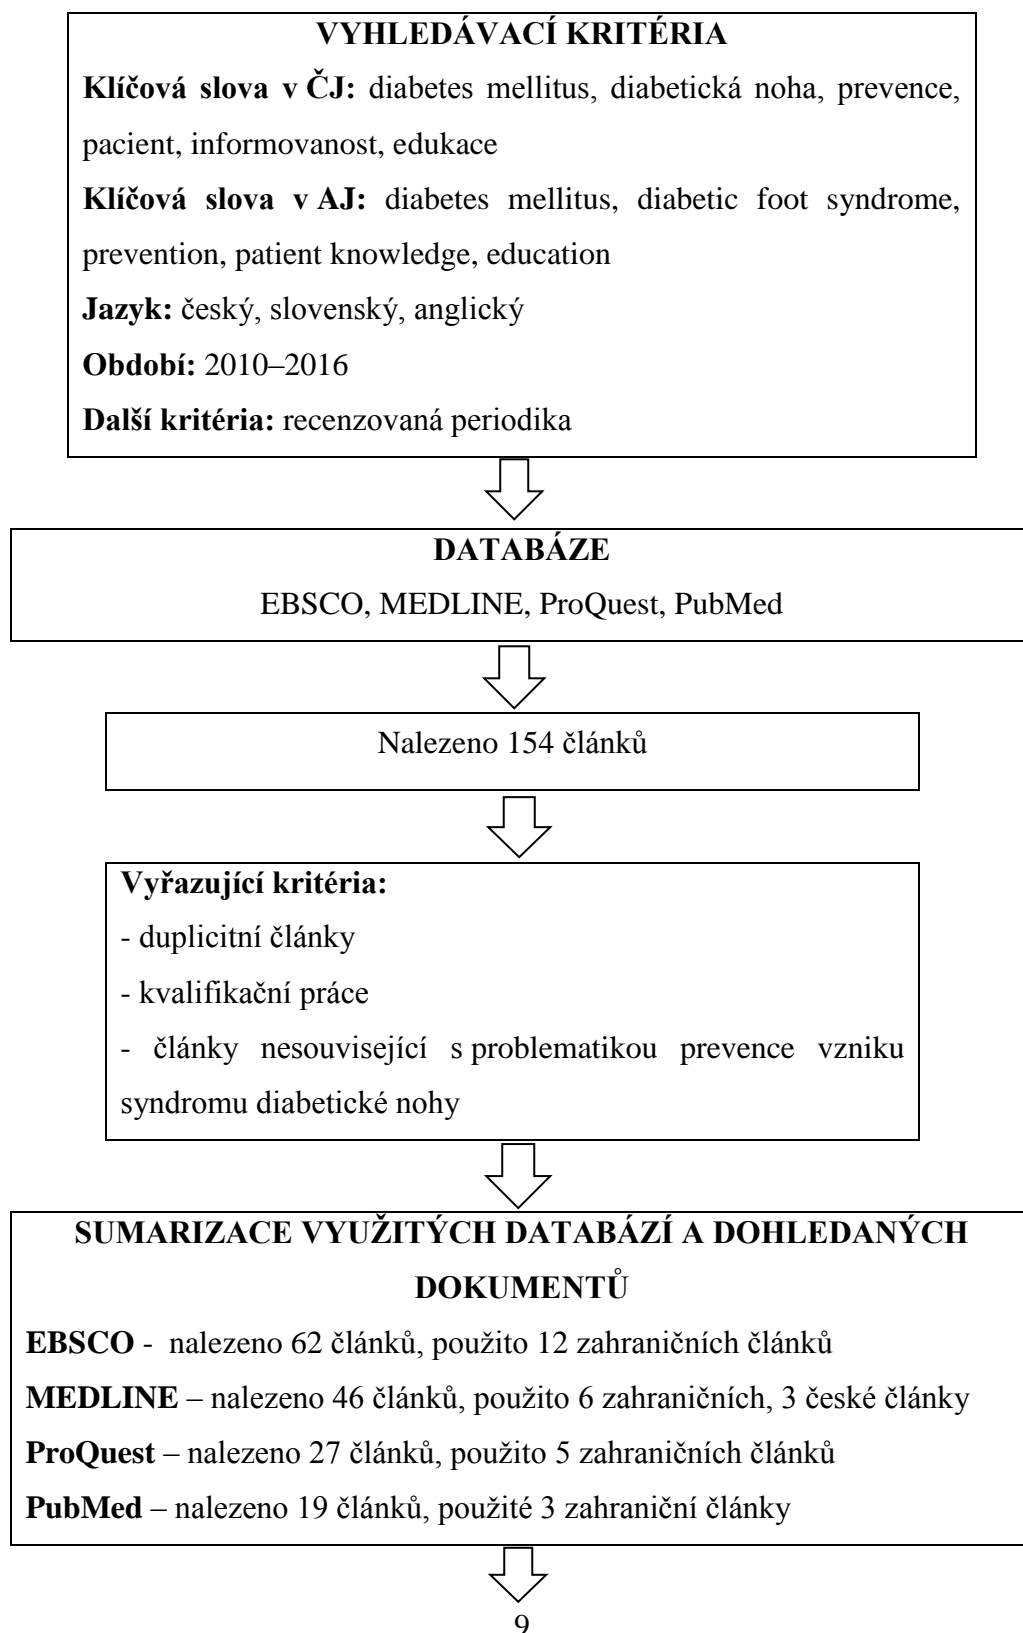 VYHLEDÁVACÍ KRITÉRIA
Klíčová slova v ČJ: diabetes mellitus, diabetická noha, prevence,
pacient, informovanost, edukace
Klíčová slova v AJ: diabetes mellitus, diabetic foot syndrome,
prevention, patient knowledge, education
Jazyk: český, slovenský, anglický
Období: 2010–2016
Další kritéria: recenzovaná periodika
DATABÁZE
EBSCO, MEDLINE, ProQuest, PubMed
Nalezeno 154 článků
Vyřazující kritéria:
- duplicitní články
- kvalifikační práce
- články nesouvisející s problematikou prevence vzniku
syndromu diabetické nohy
SUMARIZACE VYUŽITÝCH DATABÁZÍ A DOHLEDANÝCH
DOKUMENTŮ
EBSCO - nalezeno 62 článků, použito 12 zahraničních článků
MEDLINE – nalezeno 46 článků, použito 6 zahraničních, 3 české články
ProQuest – nalezeno 27 článků, použito 5 zahraničních článků
PubMed – nalezeno 19 článků, použité 3 zahraniční články
9